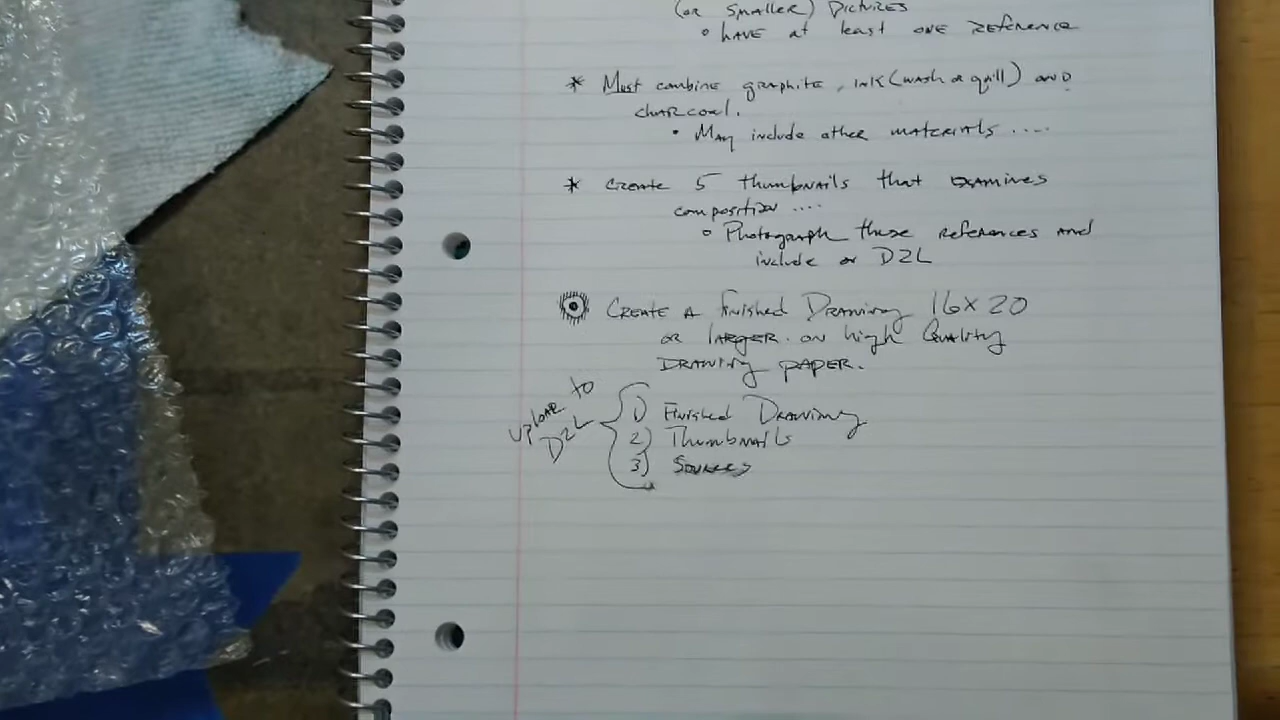 (or smaller) Pictures
° Have at least one reference
* Must combine graphite, ink (wash or quill) and
charcoal.
• May include other materials ....
* Create 5 thumbnails that examines
composition ....
° Photograph these references and
include or D2L
Create a finished Drawing 16x20
or larger. on high Quality
Drawing paper.
upload to
D2L
1) Finished Drawing
2) Thumbnails
3) Sources